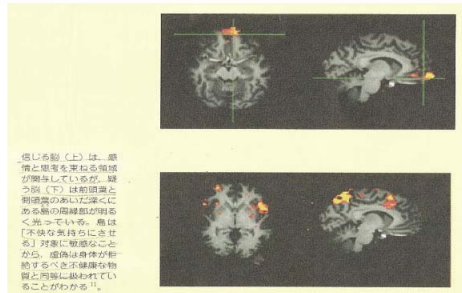 信じる脳(上)は、感
情と思考を束ねる領域
が関与しているが、疑
う脳(下)は前頭葉と
側頭葉のあいだ深くに
ある島の周縁部が明る
く光っている。島は
「不快な気持ちにさせ
る」対象に敏感なこと
から、虚偽は身体が拒
絶するべき不健康な物
質と同等に扱われてい
ることがわかる11。